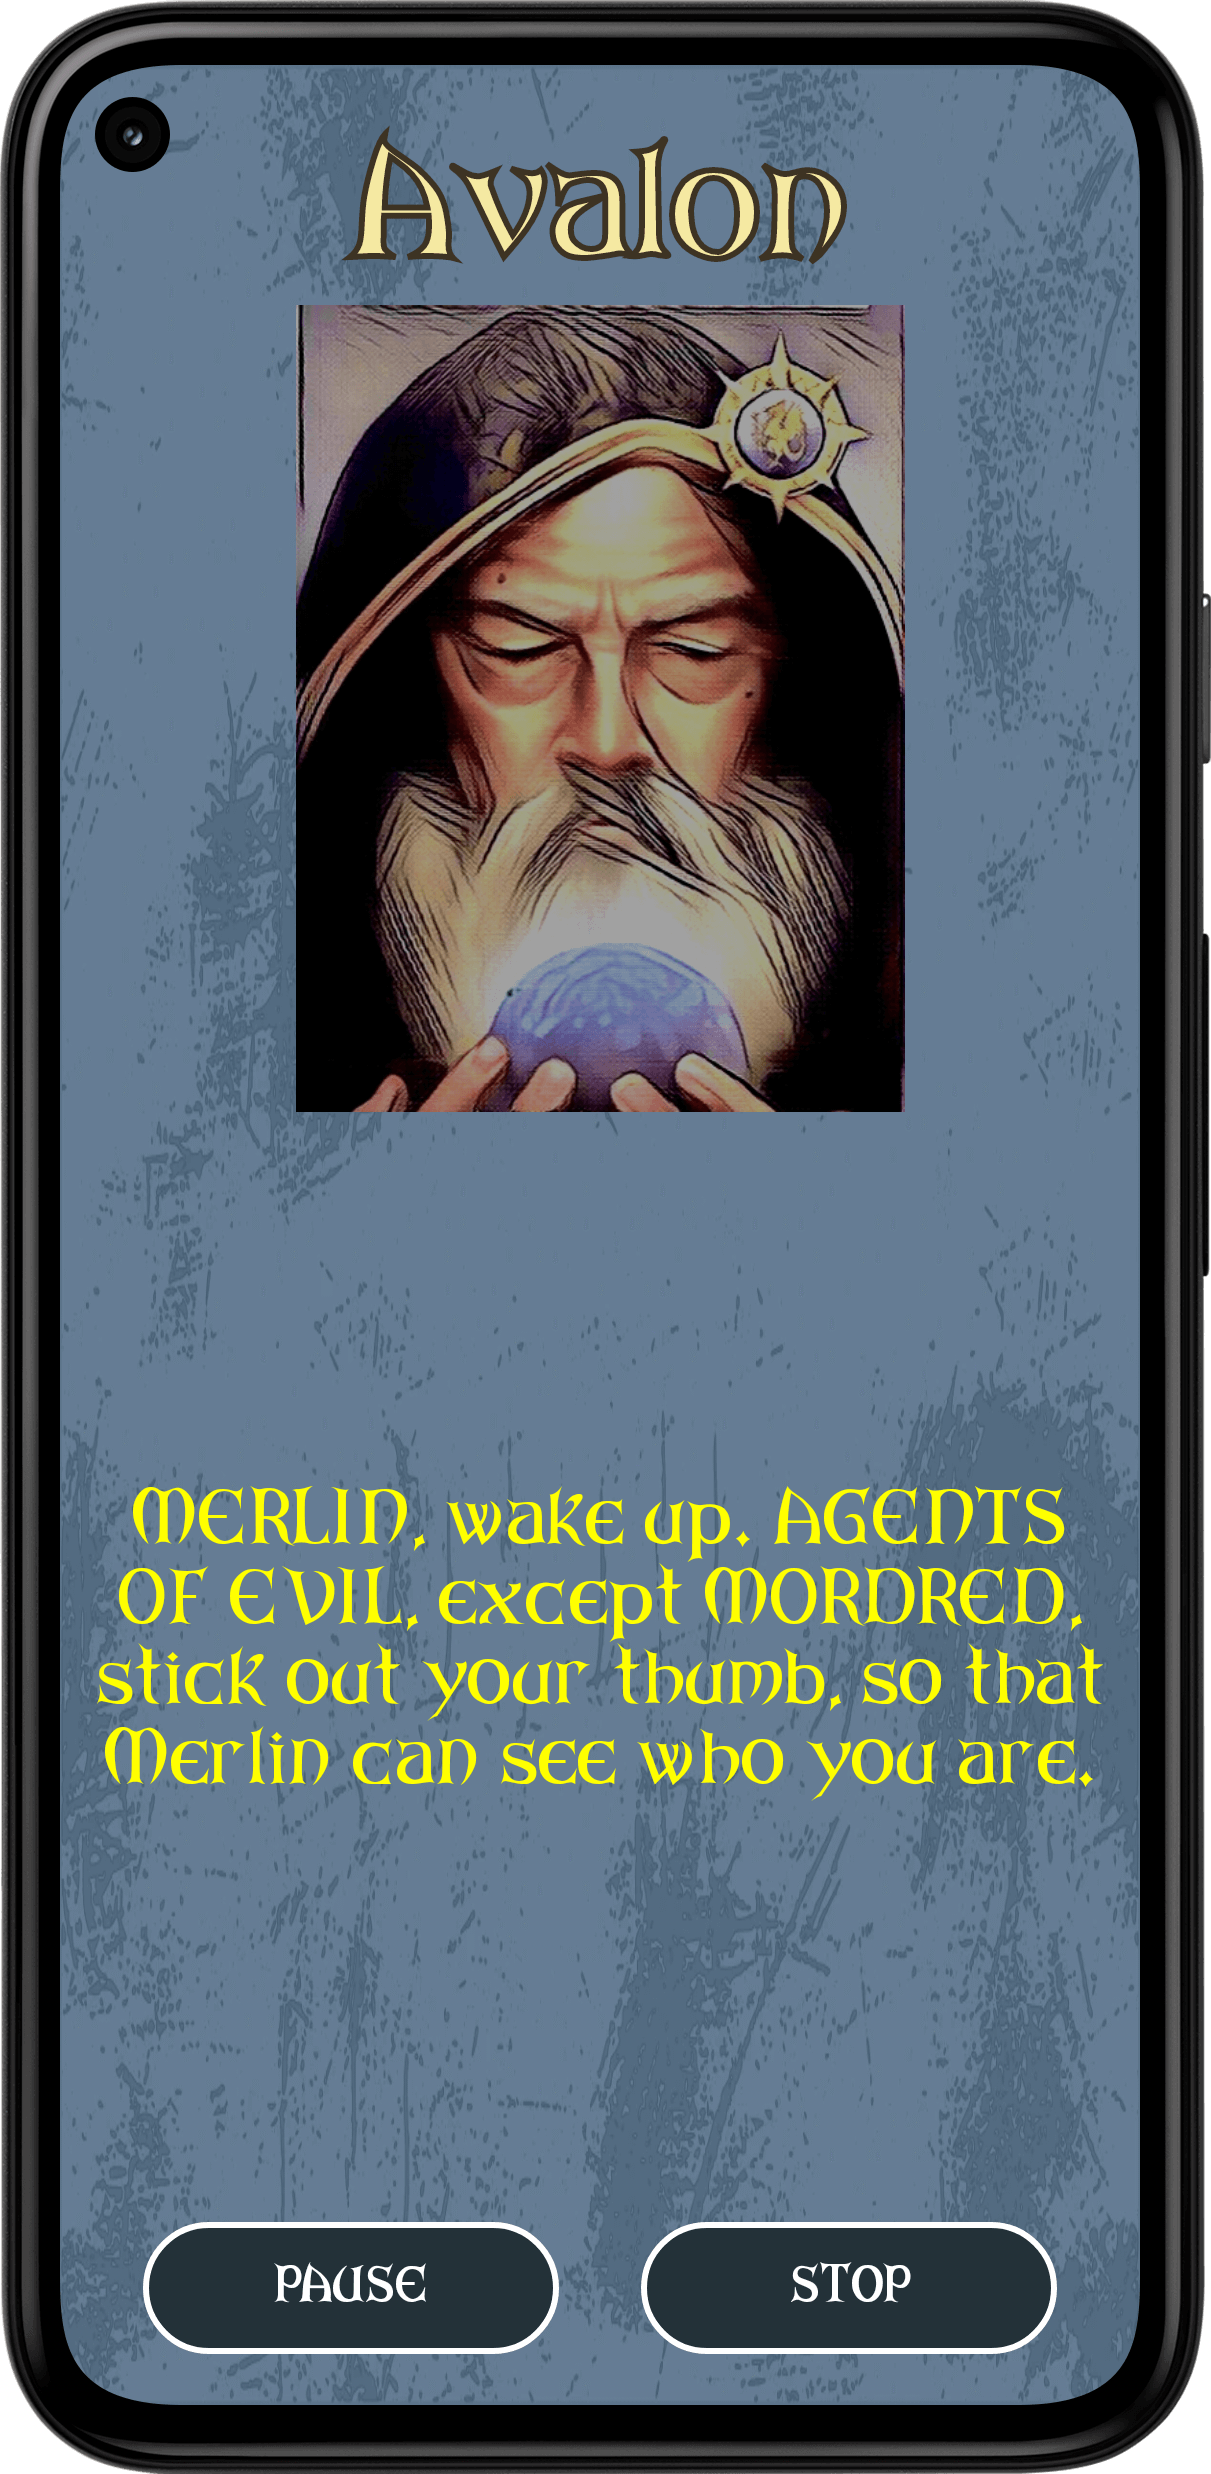 Avalon
MERLIN, wake up. AGENTS
OF EVIL, except MORDRED,
stick out your thumb, so that
Merlin can see who you are.
PAUSE
STOP